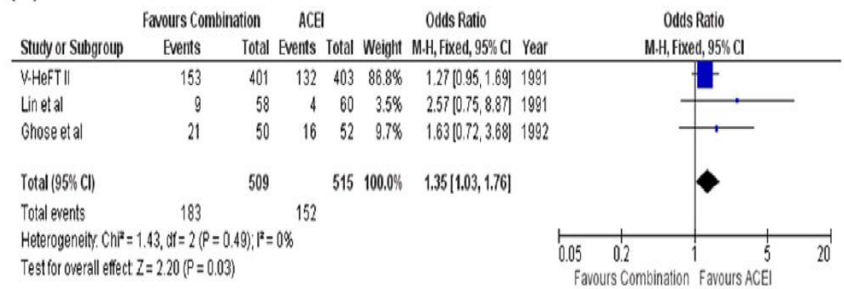 Favours Combination ACEI Odds Ratio Odds Ratio
Study or Subgroup Events Total Events Total Weight M-H, Fixed, 95% CI Year M-H, Fixed, 95% CI
V-HeFT II 153 401 132 403 86.8% 1.27 [0.95, 1.69] 1991
Lin et al 9 58 4 60 3.5% 2.57 [0.75, 8.87] 1991
Ghose et al 21 50 16 52 9.7% 1.63 [0.72, 3.68] 1992
Total (95% CI) 509 515 100.0% 1.35 [1.03, 1.76]
Total events 183 152
Heterogeneity: Chi² = 1.43, df = 2 (P = 0.49); I² = 0%
Test for overall effect: Z = 2.20 (P = 0.03)
0.05 0.2 1 5 20
Favours Combination Favours ACEI